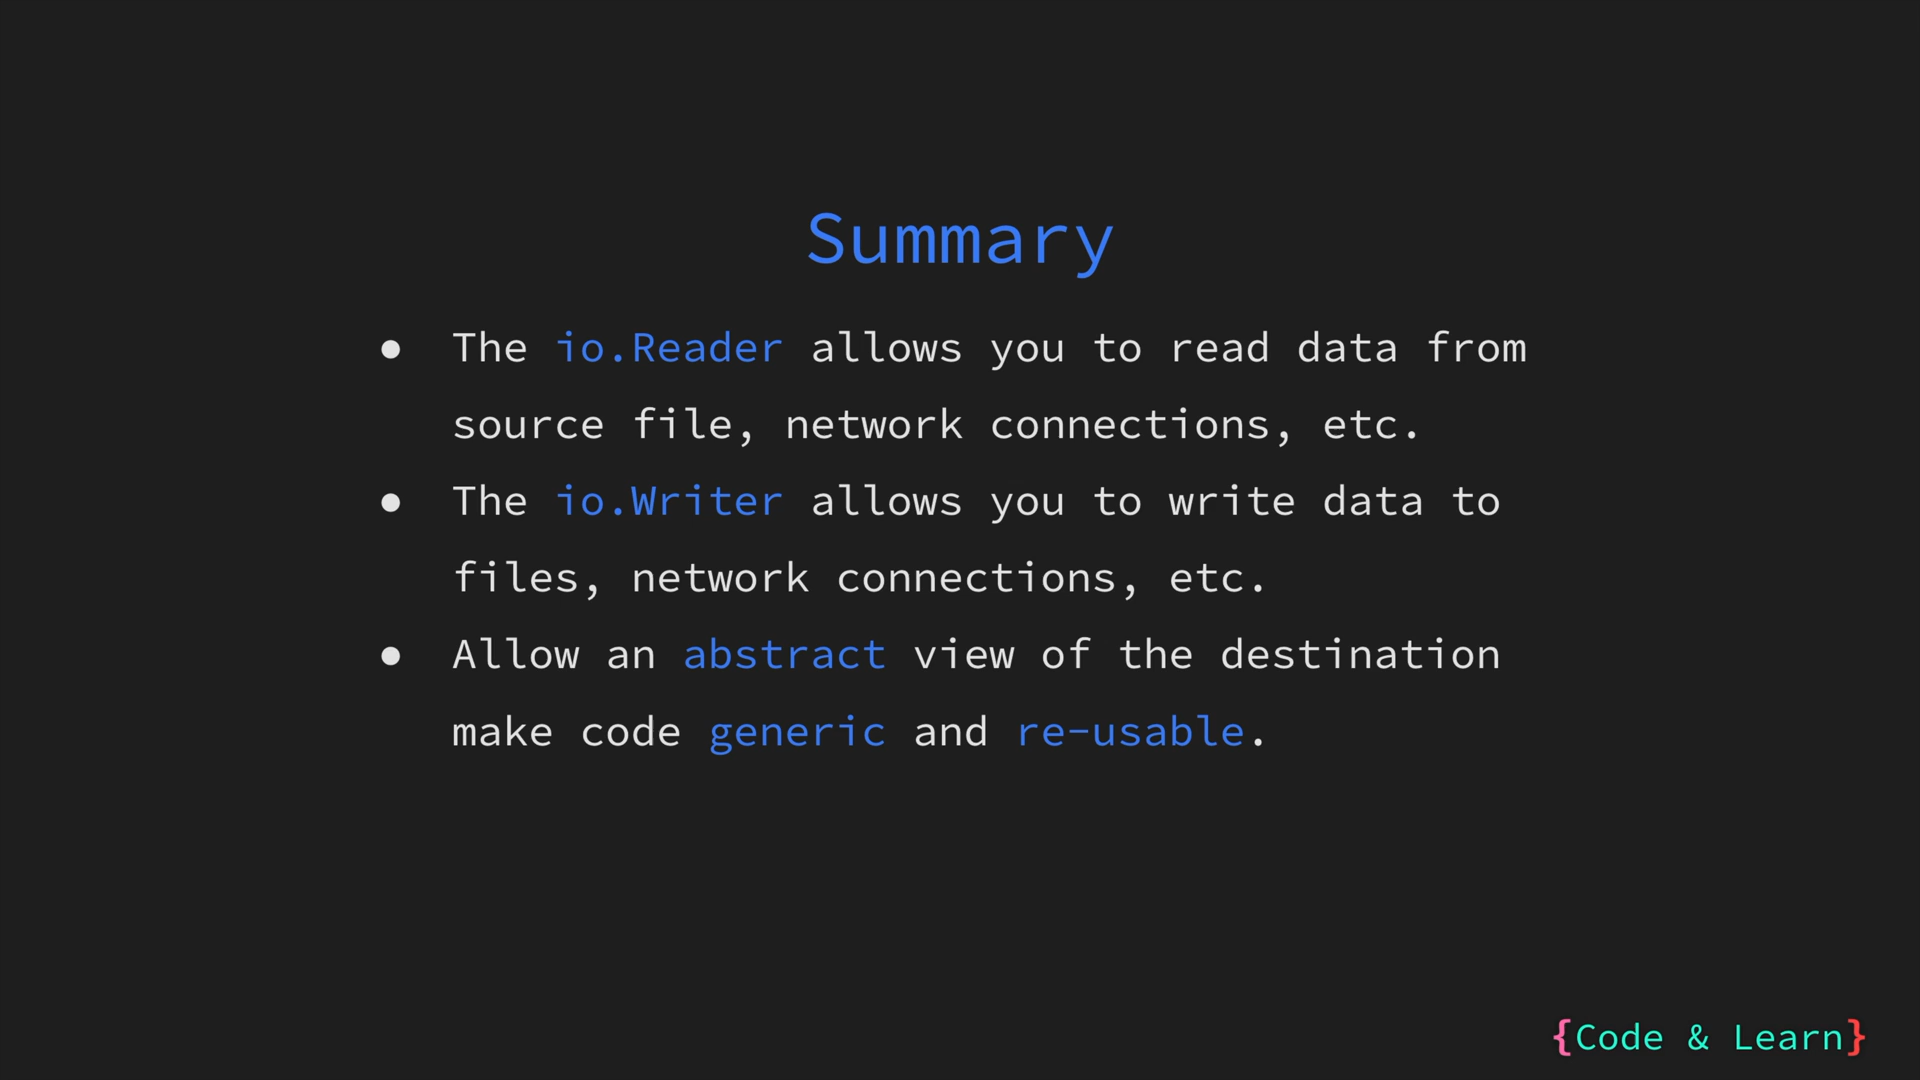 Summary
● The io.Reader allows you to read data from
source file, network connections, etc.
● The io.Writer allows you to write data to
files, network connections, etc.
● Allow an abstract view of the destination
make code generic and re-usable.
{Code & Learn}